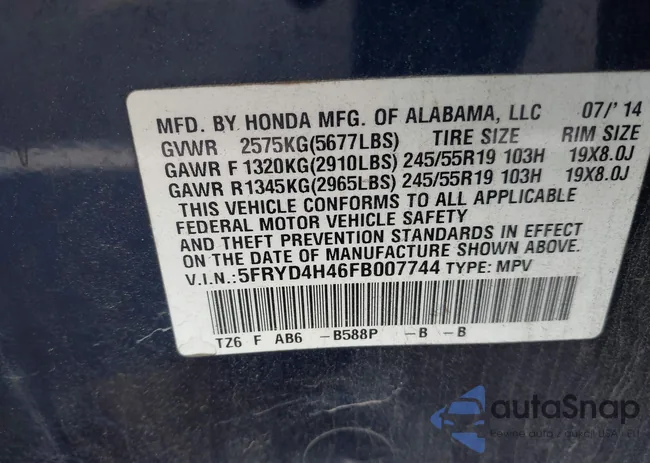 MFD. BY HONDA MFG. OF ALABAMA, LLC 07/'14
GVWR 2575KG(5677LBS) TIRE SIZE RIM SIZE
GAWR F 1320KG(2910LBS) 245/55R19 103H 19X8.0J
GAWR R1345KG(2965LBS) 245/55R19 103H 19X8.0J
THIS VEHICLE CONFORMS TO ALL APPLICABLE
FEDERAL MOTOR VEHICLE SAFETY
AND THEFT PREVENTION STANDARDS IN EFFECT
ON THE DATE OF MANUFACTURE SHOWN ABOVE.
V.I.N.:5FRYD4H46FB007744 TYPE: MPV
TZ6 F AB6 -B588P -B -B
autoSnap